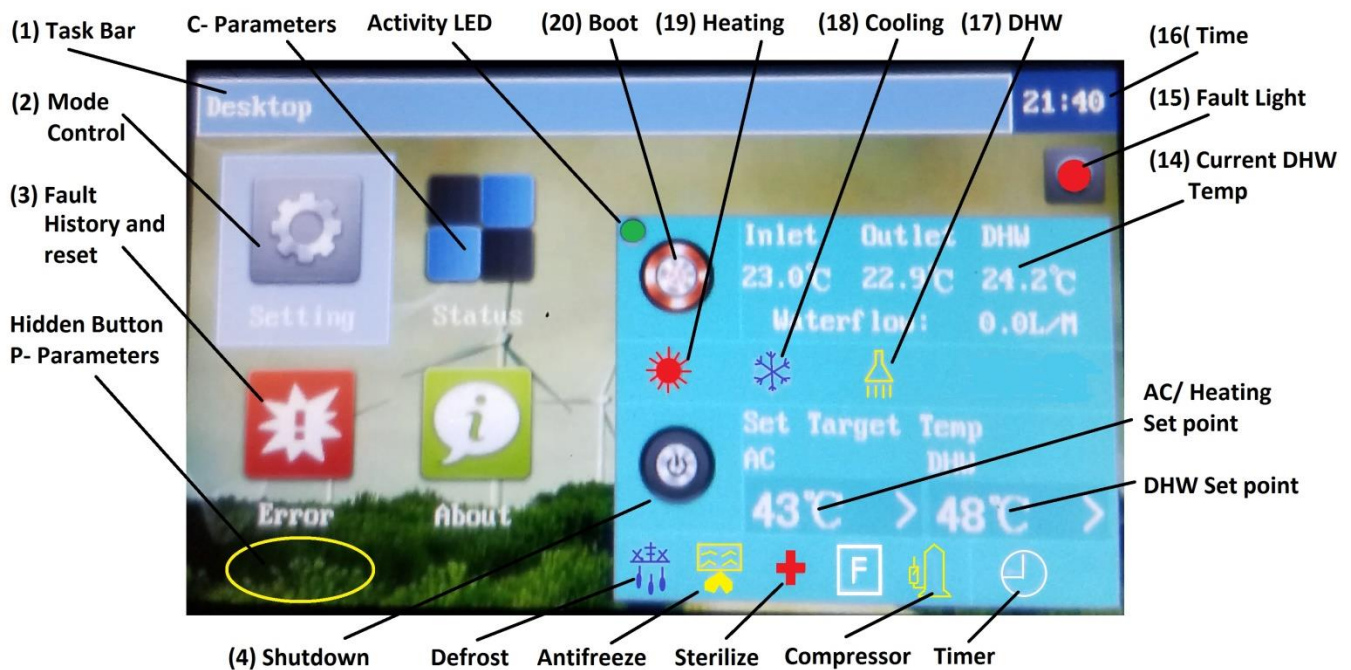 (1) Task Bar
C- Parameters
Activity LED
(20) Boot
(19) Heating
(18) Cooling
(17) DHW
(16( Time
(2) Mode
Control
Desktop
21:40
(15) Fault Light
(14) Current DHW
Temp
(3) Fault
History and
reset
Inlet Outlet DHW
23.0℃ 22.9℃ 24.2℃
Setting
Status
Waterflow: 0.0L/M
Hidden Button
P- Parameters
AC/ Heating
Set point
Set Target Temp
AC DHW
43℃ > 48℃ >
DHW Set point
Error
About
F
(4) Shutdown
Defrost
Antifreeze
Sterilize
Compressor
Timer